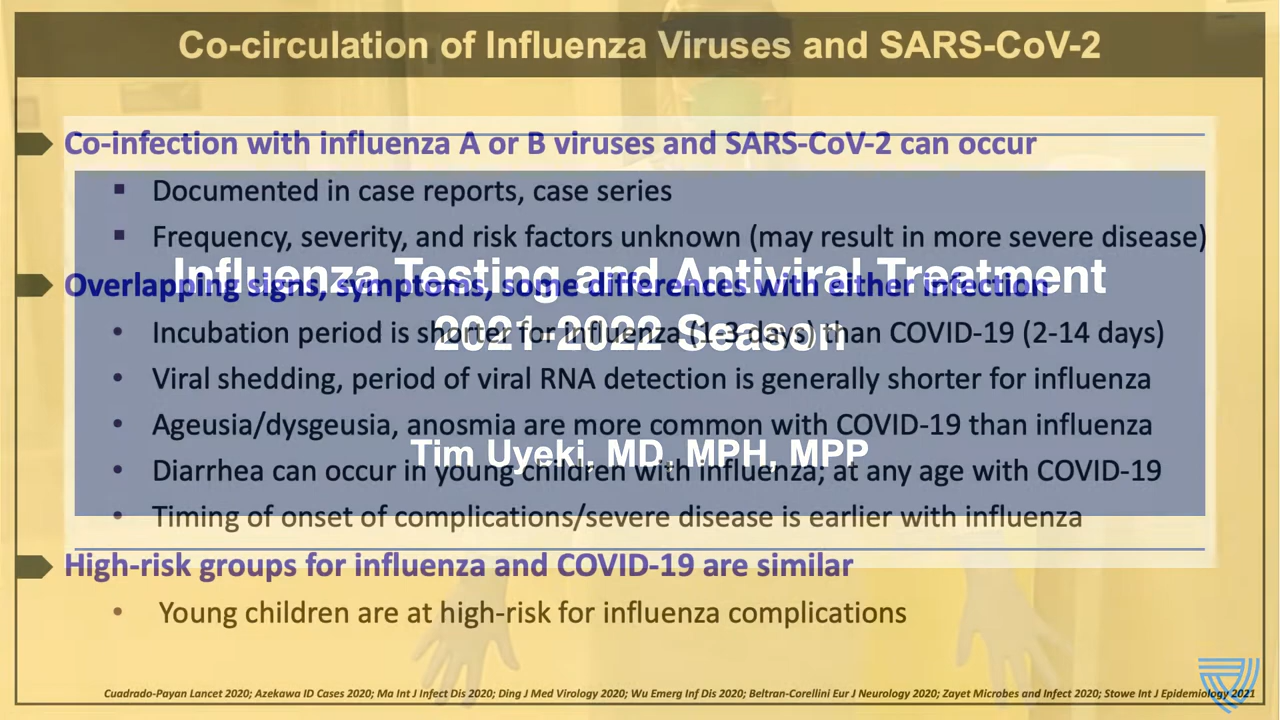 Co-circulation of Influenza Viruses and SARS-CoV-2
Co-infection with influenza A or B viruses and SARS-CoV-2 can occur
Documented in case reports, case series
Frequency, severity, and risk factors unknown (may result in more severe disease)
Influenza Testing and Antiviral Treatment
Overlapping signs, symptoms, some differences with either infection
2021-2022 Season
Incubation period is shorter for influenza (1-3 days) than COVID-19 (2-14 days)
Viral shedding, period of viral RNA detection is generally shorter for influenza
Ageusia/dysgeusia, anosmia are more common with COVID-19 than influenza
Tim Uyeki, MD, MPH, MPP
Diarrhea can occur in young children with influenza; at any age with COVID-19
Timing of onset of complications/severe disease is earlier with influenza
High-risk groups for influenza and COVID-19 are similar
Young children are at high-risk for influenza complications
Cuadrado-Payan Lancet 2020; Azekawa ID Cases 2020; Ma Int J Infect Dis 2020; Ding J Med Virology 2020; Wu Emerg Inf Dis 2020; Beltran-Corellini Eur J Neurology 2020; Zayet Microbes and Infect 2020; Stowe Int J Epidemiology 2021